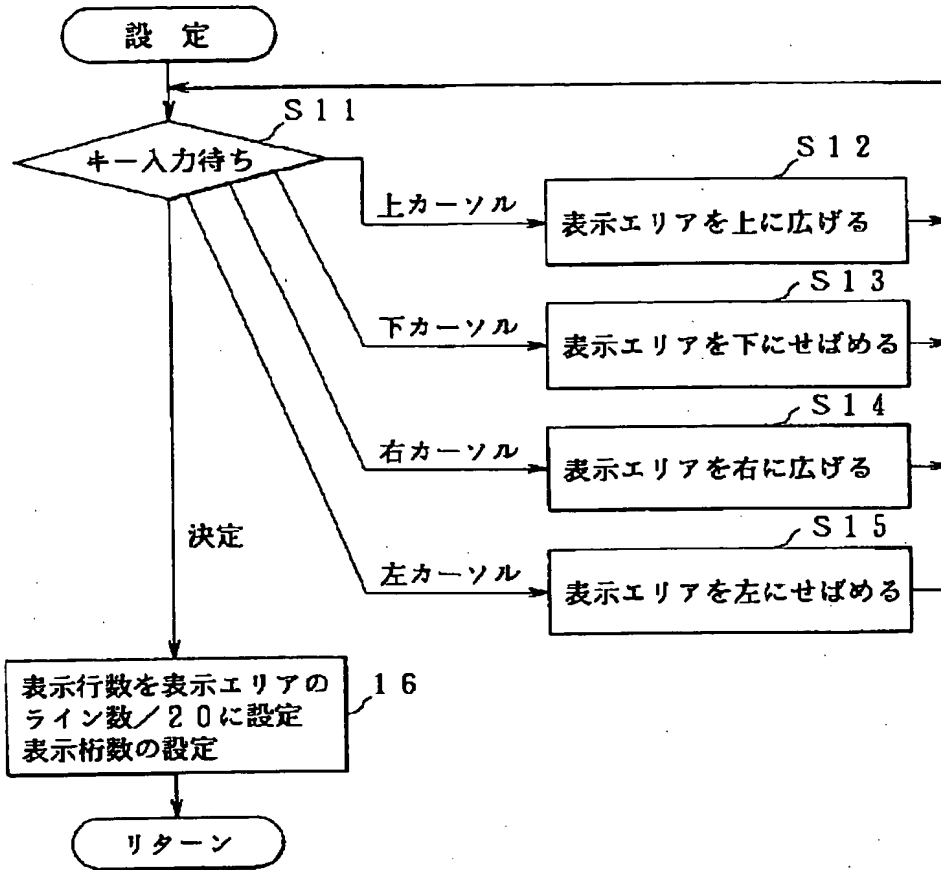 設 定
S11
キー入力待ち
上カーソル
S12
表示エリアを上に広げる
下カーソル
S13
表示エリアを下にせばめる
右カーソル
S14
表示エリアを右に広げる
左カーソル
S15
表示エリアを左にせばめる
決定
16
表示行数を表示エリアの
ライン数/20に設定
表示桁数の設定
リターン